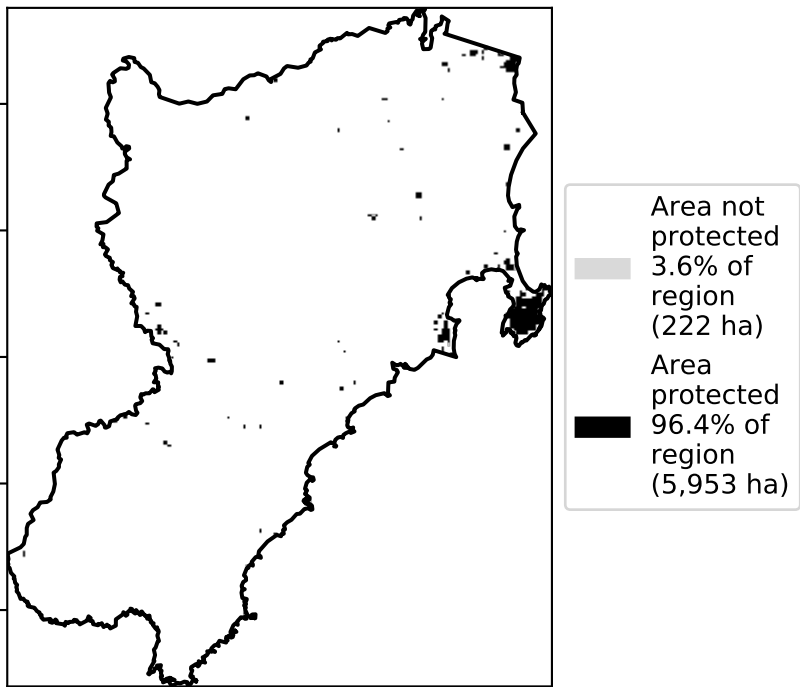 Area not
protected
3.6% of
region
(222 ha)
Area
protected
96.4% of
region
(5,953 ha)